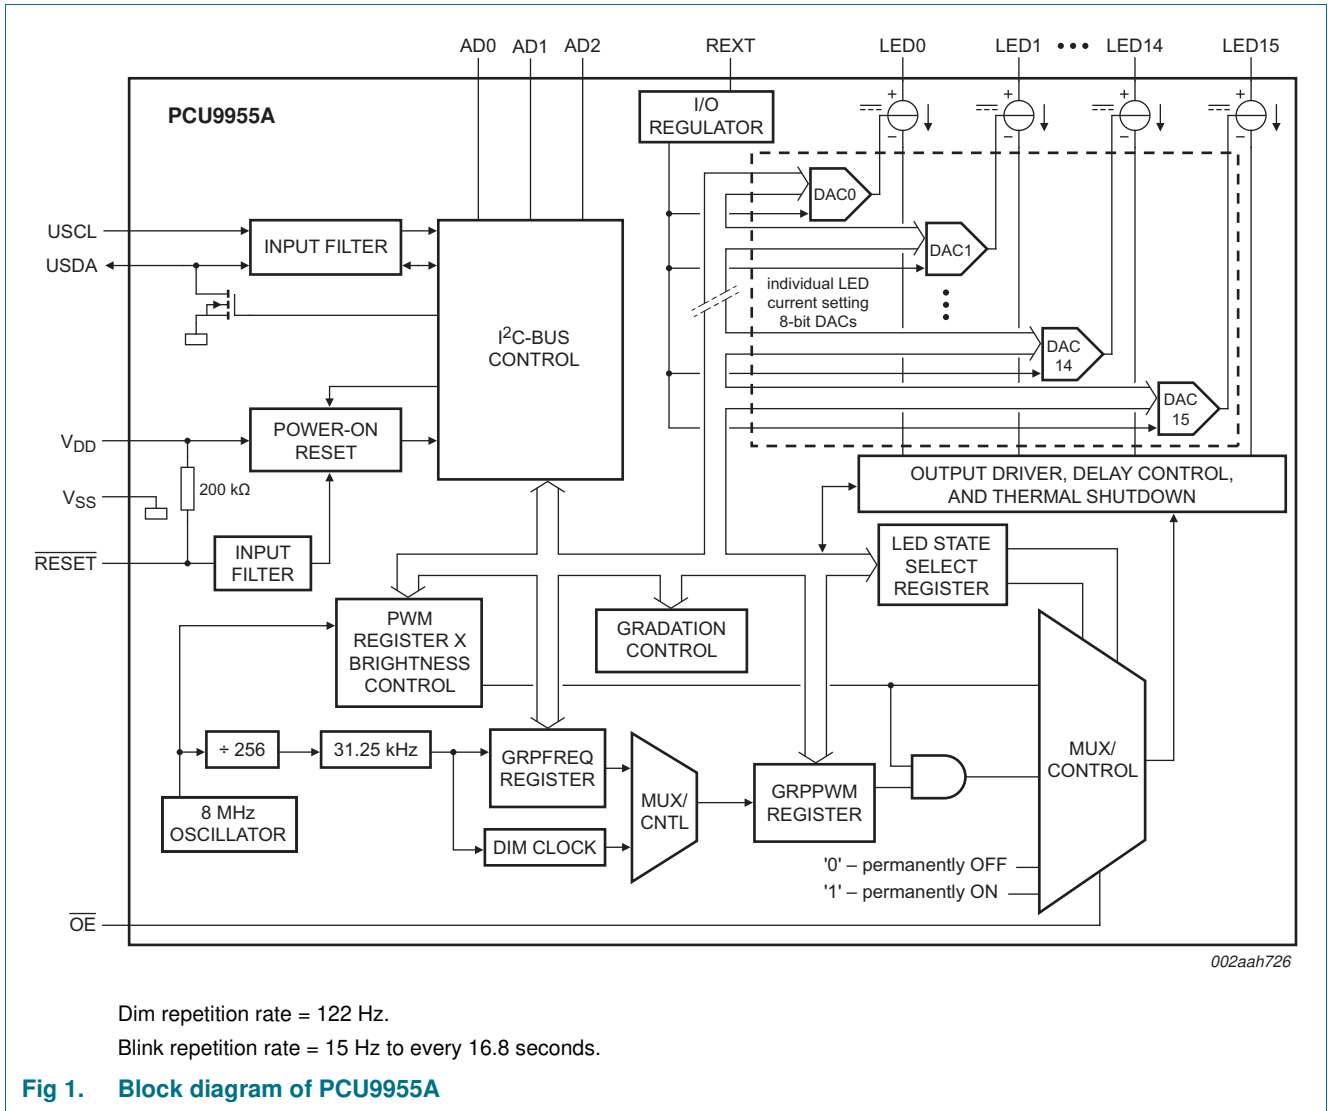 AD0 AD1 AD2 REXT LED0 LED1 ••• LED14 LED15
PCU9955A
I/O
REGULATOR
+ + + +
− − − −
DAC0
USCL
USDA
INPUT FILTER
DAC1
individual LED
current setting
8-bit DACs
I2C-BUS
CONTROL
DAC
14
DAC
15
VDD
POWER-ON
RESET
200 kΩ
VSS
OUTPUT DRIVER, DELAY CONTROL,
AND THERMAL SHUTDOWN
RESET
INPUT
FILTER
LED STATE
SELECT
REGISTER
PWM
REGISTER X
BRIGHTNESS
CONTROL
GRADATION
CONTROL
÷ 256
31.25 kHz
GRPFREQ
REGISTER
MUX/
CONTROL
8 MHz
OSCILLATOR
DIM CLOCK
MUX/
CNTL
GRPPWM
REGISTER
'0' – permanently OFF
'1' – permanently ON
OE
002aah726
Dim repetition rate = 122 Hz.
Blink repetition rate = 15 Hz to every 16.8 seconds.
Fig 1. Block diagram of PCU9955A